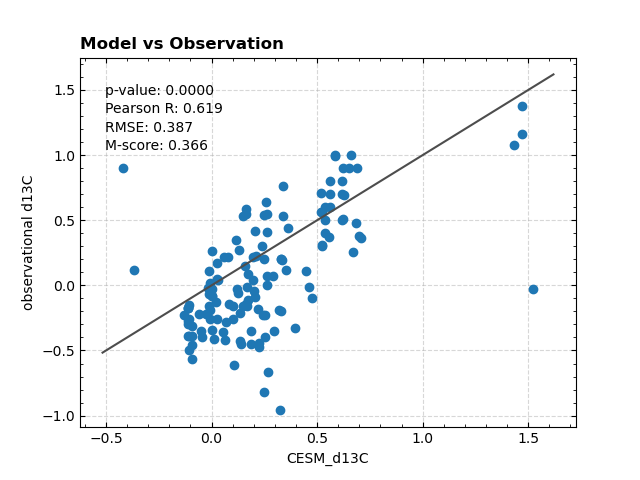 Model vs Observation
p-value: 0.0000
Pearson R: 0.619
RMSE: 0.387
M-score: 0.366
observational d13C
1.5
1.0
0.5
0.0
−0.5
−1.0
−0.5
0.0
0.5
1.0
1.5
CESM_d13C